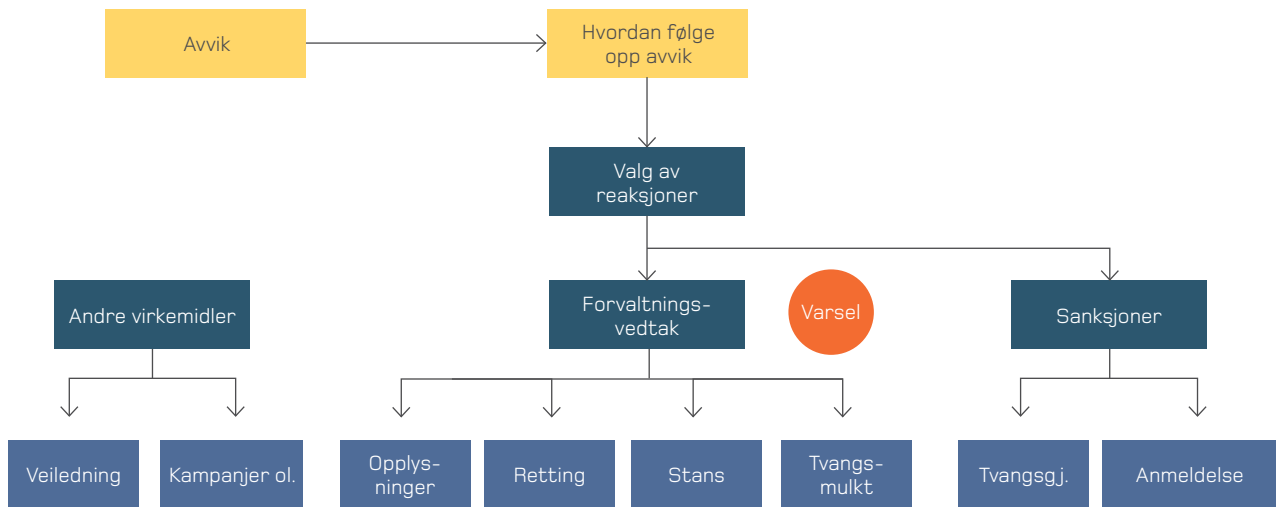 Avvik
Hvordan følge
opp avvik
Valg av
reaksjoner
Andre virkemidler
Forvaltnings-
vedtak
Varsel
Sanksjoner
Veiledning
Kampanjer ol.
Opplys-
ninger
Retting
Stans
Tvangs-
mulkt
Tvangsgj.
Anmeldelse